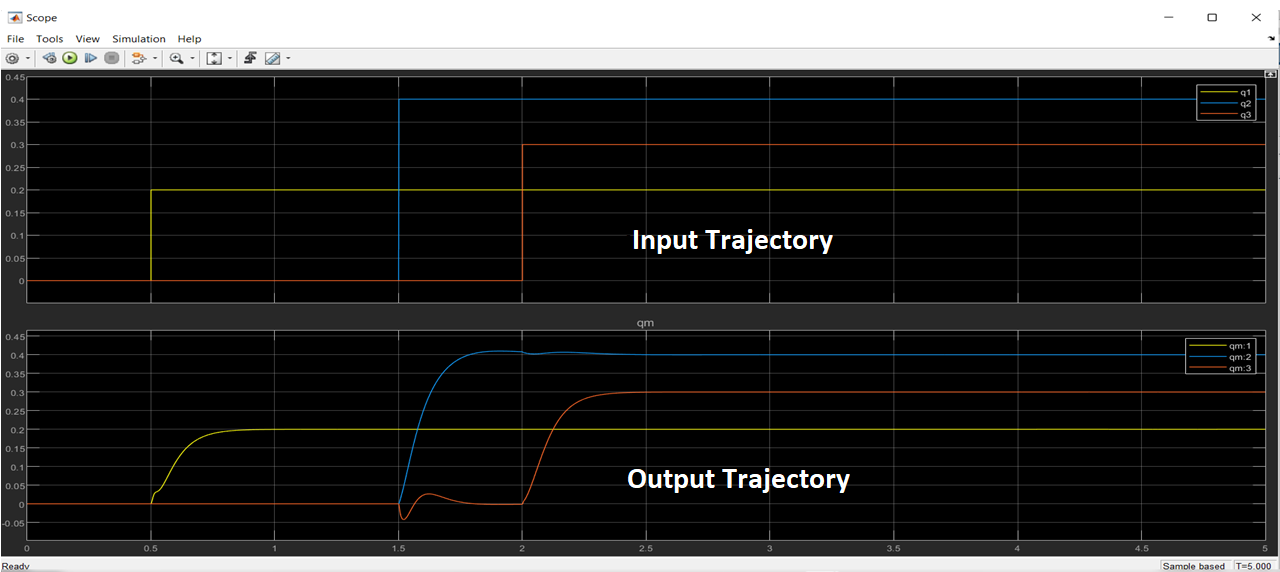 Scope
File Tools View Simulation Help
0.45
0.4
0.35
0.3
0.25
0.2
0.15
0.1
0.05
0
q1
q2
q3
Input Trajectory
qm
0.45
0.4
0.35
0.3
0.25
0.2
0.15
0.1
0.05
0
-0.05
qm:1
qm:2
qm:3
Output Trajectory
0 0.5 1 1.5 2 2.5 3 3.5 4 4.5 5
Ready Sample based T=5.000